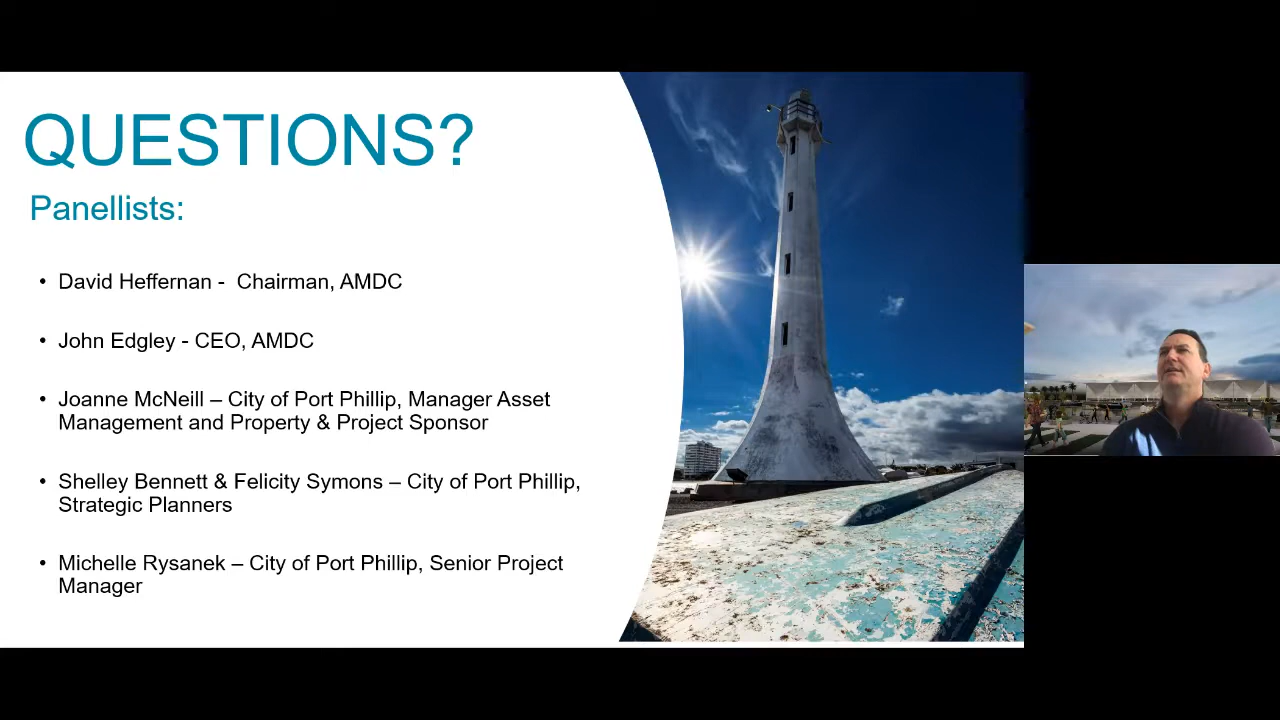 QUESTIONS?
Panellists:
• David Heffernan -  Chairman, AMDC
• John Edgley - CEO, AMDC
• Joanne McNeill – City of Port Phillip, Manager Asset
Management and Property & Project Sponsor
• Shelley Bennett & Felicity Symons – City of Port Phillip,
Strategic Planners
• Michelle Rysanek – City of Port Phillip, Senior Project
Manager